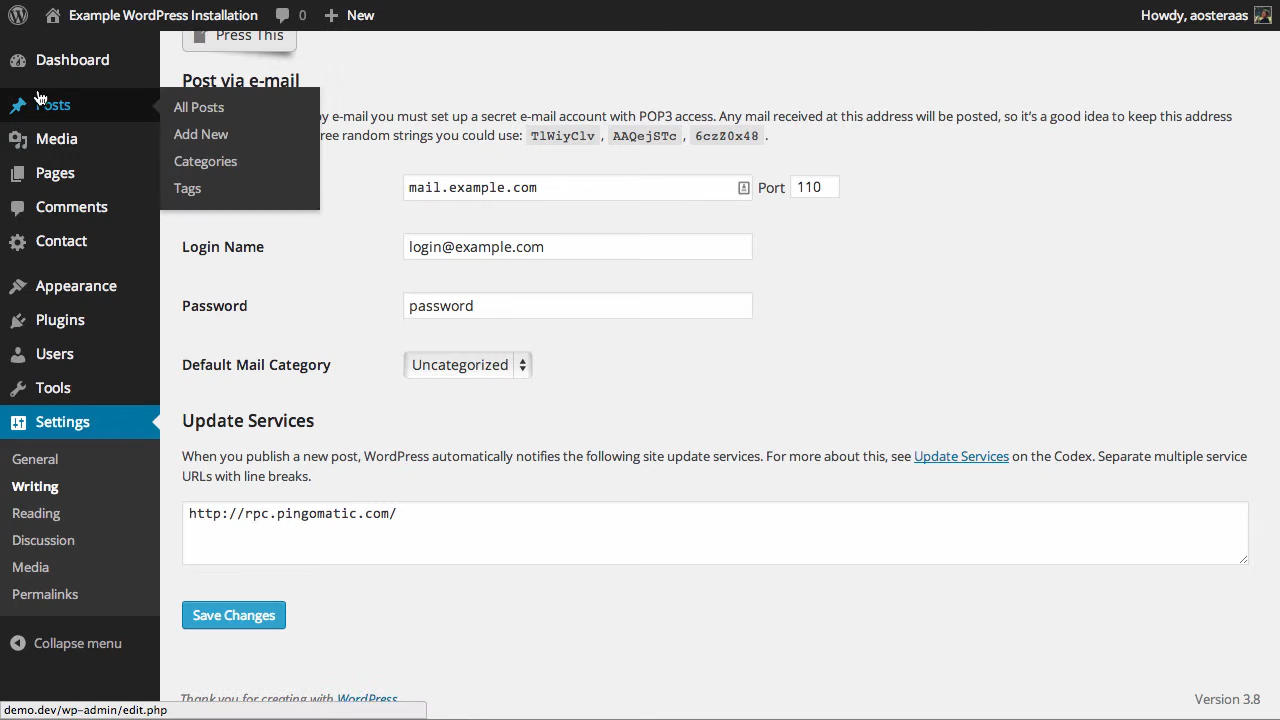 Example WordPress Installation 0 New Howdy, aosteraas
Dashboard
Posts
Media
Pages
Comments
Contact
Appearance
Plugins
Users
Tools
Settings
General
Writing
Reading
Discussion
Media
Permalinks
Collapse menu
All Posts
Add New
Categories
Tags
Press This
Post via e-mail
y e-mail you must set up a secret e-mail account with POP3 access. Any mail received at this address will be posted, so it's a good idea to keep this address
ree random strings you could use: TlWiyClv, AAQejSTc, 6czZ0x48.
mail.example.com Port 110
Login Name login@example.com
Password password
Default Mail Category Uncategorized
Update Services
When you publish a new post, WordPress automatically notifies the following site update services. For more about this, see Update Services on the Codex. Separate multiple service
URLs with line breaks.
http://rpc.pingomatic.com/
Save Changes
Thank you for creating with WordPress Version 3.8
demo.dev/wp-admin/edit.php